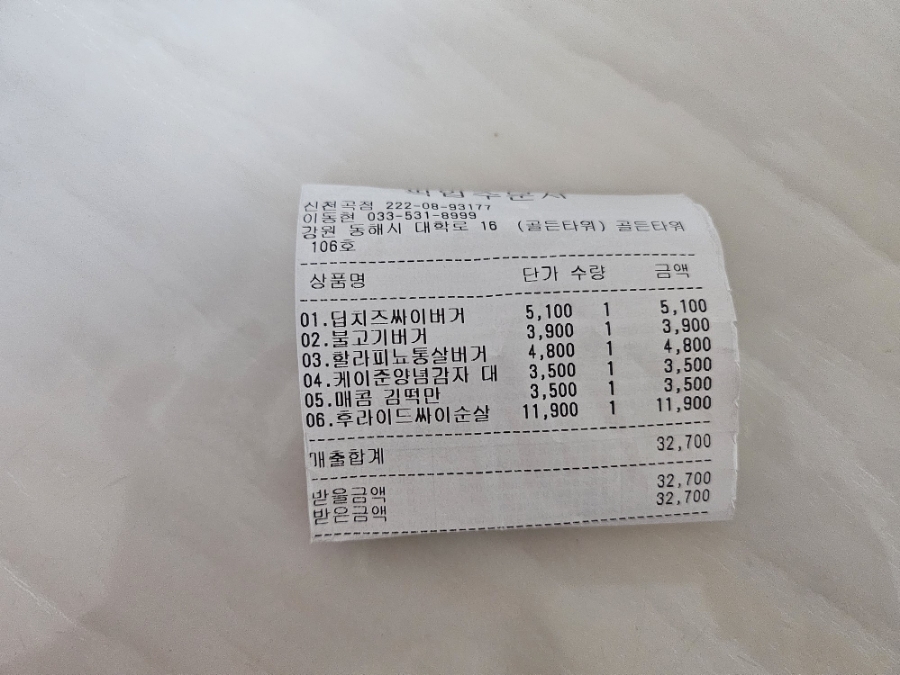 신천곡점 222-08-93177
이동현 033-531-8999
강원 동해시 대학로 16 (골든타워) 골든타워
106호
상품명 단가 수량 금액
01.딥치즈싸이버거 5,100 1 5,100
02.불고기버거 3,900 1 3,900
03.할라피뇨통살버거 4,800 1 4,800
04.케이준양념감자 대 3,500 1 3,500
05.매콤 김떡만 3,500 1 3,500
06.후라이드싸이순살 11,900 1 11,900
매출합계 32,700
받을금액 32,700
받은금액 32,700